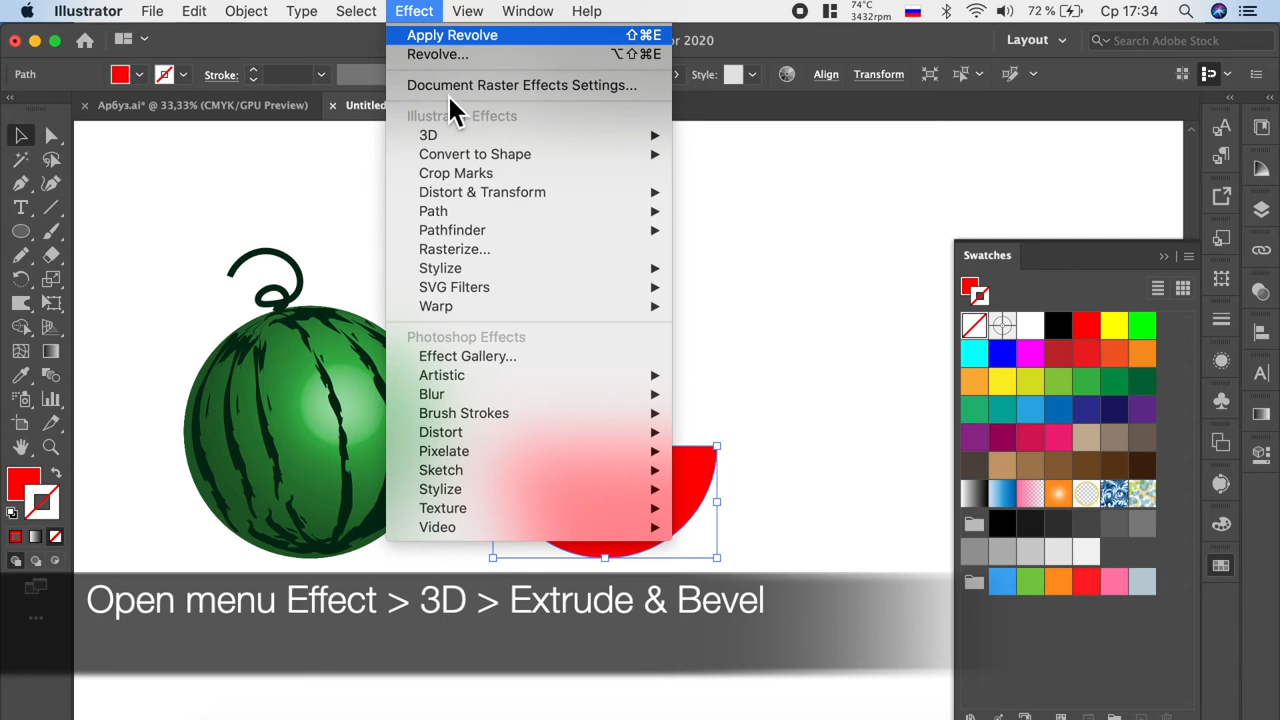 Illustrator File Edit Object Type Select Effect View Window Help
74°C
3432rpm
72 %
Ср 17:34
r 2020
Layout
Search Adobe Stock
Path
Stroke:
Style:
Align
Transform
Арбуз.ai* @ 33,33% (CMYK/GPU Preview)
Untitled
Apply Revolve ⇧⌘E
Revolve... ⌥⇧⌘E
Document Raster Effects Settings...
Effects
3D
Convert to Shape
Crop Marks
Distort & Transform
Path
Pathfinder
Rasterize...
Stylize
SVG Filters
Warp
Photoshop Effects
Effect Gallery...
Artistic
Blur
Brush Strokes
Distort
Pixelate
Sketch
Stylize
Texture
Video
Swatches
Open menu Effect > 3D > Extrude & Bevel